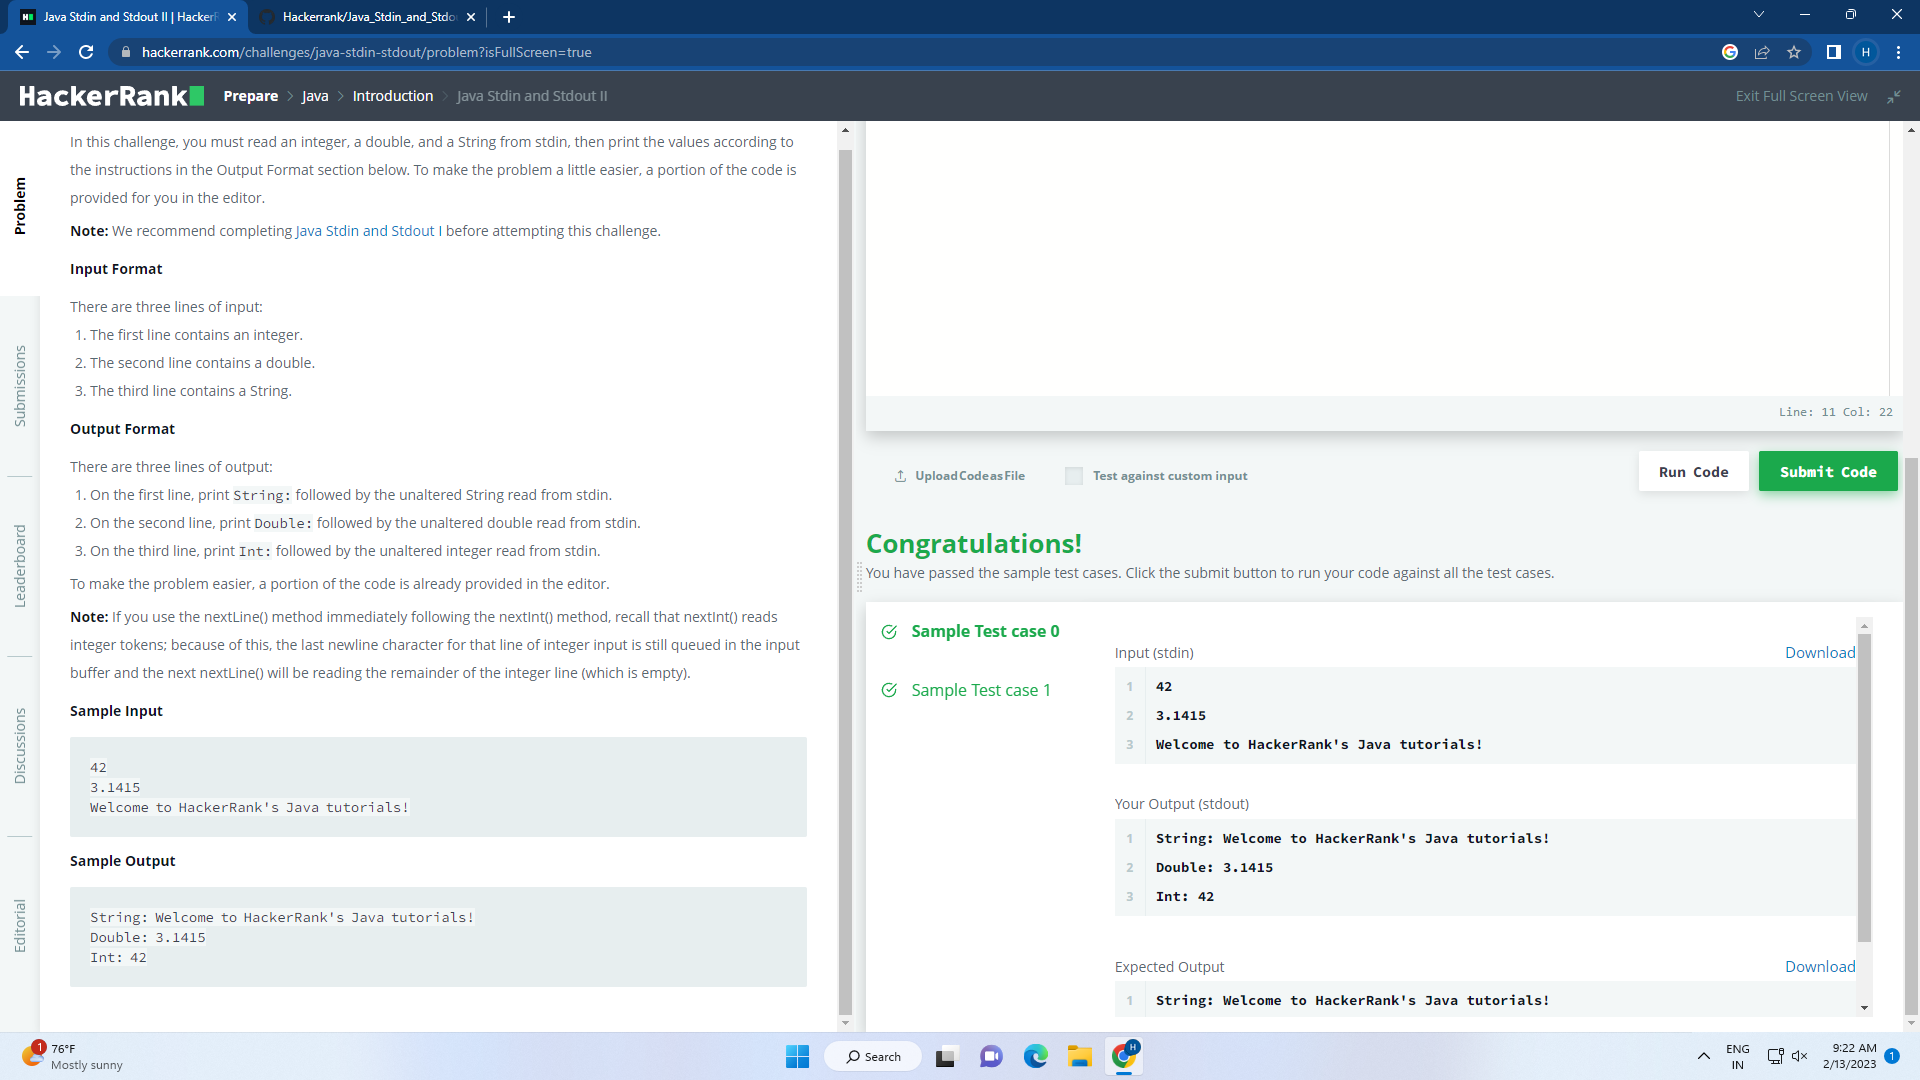 Java Stdin and Stdout II | HackerR
Hackerrank/Java_Stdin_and_Stdo
hackerrank.com/challenges/java-stdin-stdout/problem?isFullScreen=true
H
HackerRank
Prepare > Java > Introduction > Java Stdin and Stdout II
Exit Full Screen View
Problem
Submissions
Leaderboard
Discussions
Editorial
In this challenge, you must read an integer, a double, and a String from stdin, then print the values according to
the instructions in the Output Format section below. To make the problem a little easier, a portion of the code is
provided for you in the editor.
Note: We recommend completing Java Stdin and Stdout I before attempting this challenge.
Input Format
There are three lines of input:
1. The first line contains an integer.
2. The second line contains a double.
3. The third line contains a String.
Output Format
There are three lines of output:
1. On the first line, print String: followed by the unaltered String read from stdin.
2. On the second line, print Double: followed by the unaltered double read from stdin.
3. On the third line, print Int: followed by the unaltered integer read from stdin.
To make the problem easier, a portion of the code is already provided in the editor.
Note: If you use the nextLine() method immediately following the nextInt() method, recall that nextInt() reads
integer tokens; because of this, the last newline character for that line of integer input is still queued in the input
buffer and the next nextLine() will be reading the remainder of the integer line (which is empty).
Sample Input
42
3.1415
Welcome to HackerRank's Java tutorials!
Sample Output
String: Welcome to HackerRank's Java tutorials!
Double: 3.1415
Int: 42
Line: 11 Col: 22
Upload Code as File
Test against custom input
Run Code
Submit Code
Congratulations!
You have passed the sample test cases. Click the submit button to run your code against all the test cases.
Sample Test case 0
Sample Test case 1
Input (stdin)
Download
1 42
2 3.1415
3 Welcome to HackerRank's Java tutorials!
Your Output (stdout)
1 String: Welcome to HackerRank's Java tutorials!
2 Double: 3.1415
3 Int: 42
Expected Output
Download
1 String: Welcome to HackerRank's Java tutorials!
1
76°F
Mostly sunny
Search
H
ENG
IN
9:22 AM
2/13/2023
1